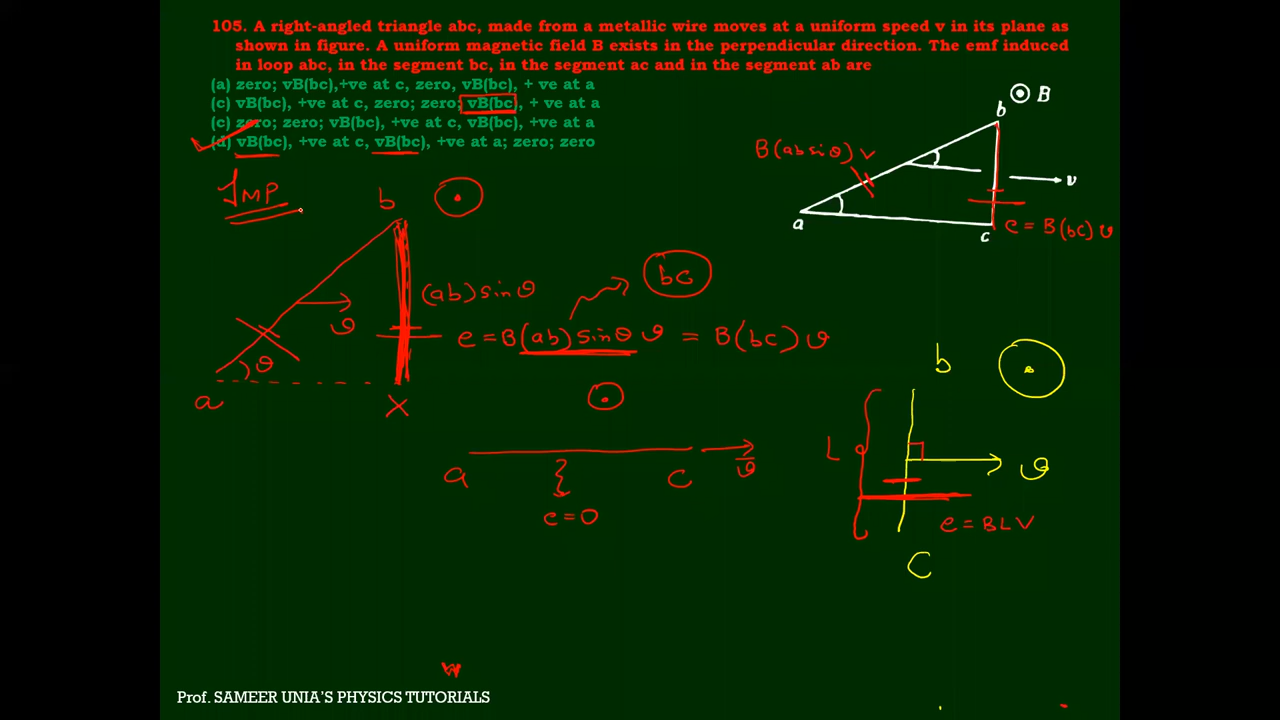 105. A right-angled triangle abc, made from a metallic wire moves at a uniform speed v in its plane as
shown in figure. A uniform magnetic field B exists in the perpendicular direction. The emf induced
in loop abc, in the segment bc, in the segment ac and in the segment ab are
(a) zero; vB(bc),+ve at c, zero, vB(bc), + ve at a
(c) vB(bc), +ve at c, zero; zero; vB(bc), + ve at a
(c) zero; zero; vB(bc), +ve at c, vB(bc), +ve at a
(d) vB(bc), +ve at c, vB(bc), +ve at a; zero; zero
B
b
B(ab sinθ) v
v
a
c
e = B(bc) v
IMP
b
bc
(ab) sinθ
v
e = B(ab) sinθ v = B(bc) v
θ
a
X
b
L
v
a
c
v
e = 0
e = BLV
C
Prof. SAMEER UNIA'S PHYSICS TUTORIALS